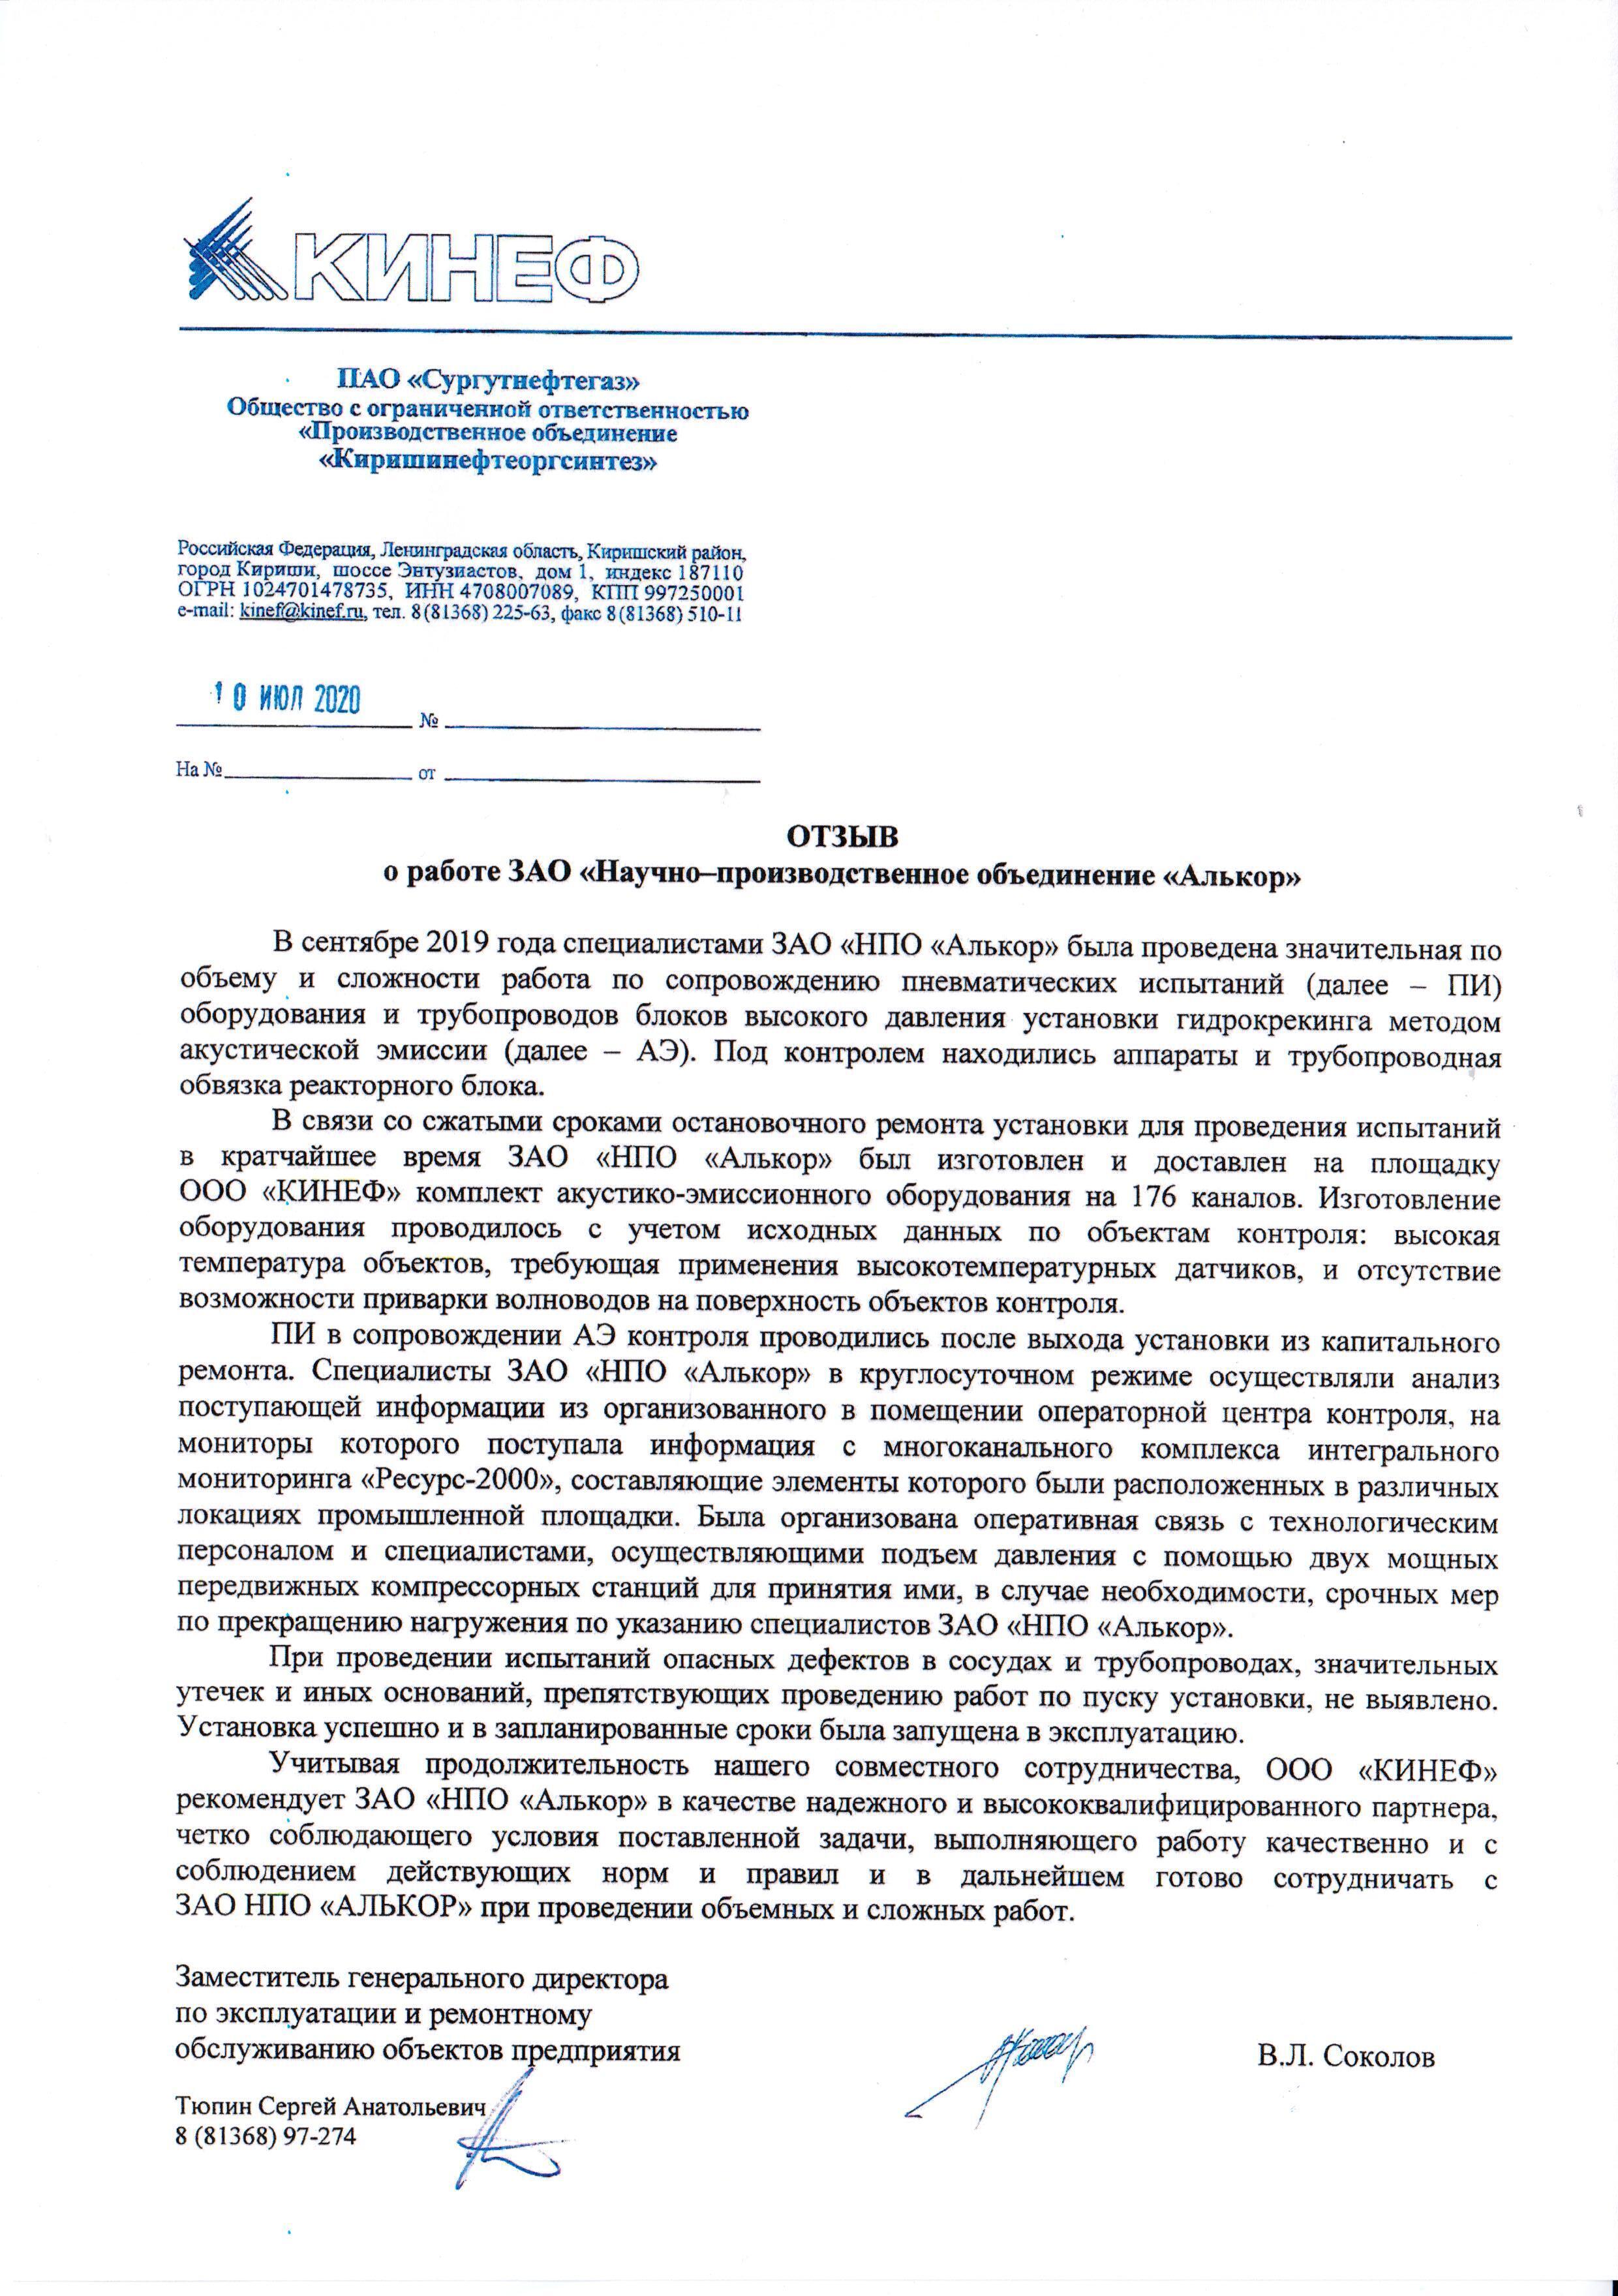 КИНЕФ
ПАО «Сургутнефтегаз»
Общество с ограниченной ответственностью
«Производственное объединение
«Киришинефтеоргсинтез»
Российская Федерация, Ленинградская область, Киришский район,
город Кириши, шоссе Энтузиастов, дом 1, индекс 187110
ОГРН 1024701478735, ИНН 4708007089, КПП 997250001
e-mail: kinef@kinef.ru, тел. 8(81368) 225-63, факс 8(81368) 510-11
10 ИЮЛ 2020
№
На № от
ОТЗЫВ
о работе ЗАО «Научно–производственное объединение «Алькор»
В сентябре 2019 года специалистами ЗАО «НПО «Алькор» была проведена значительная по
объему и сложности работа по сопровождению пневматических испытаний (далее – ПИ)
оборудования и трубопроводов блоков высокого давления установки гидрокрекинга методом
акустической эмиссии (далее – АЭ). Под контролем находились аппараты и трубопроводная
обвязка реакторного блока.
В связи со сжатыми сроками остановочного ремонта установки для проведения испытаний
в кратчайшее время ЗАО «НПО «Алькор» был изготовлен и доставлен на площадку
ООО «КИНЕФ» комплект акустико-эмиссионного оборудования на 176 каналов. Изготовление
оборудования проводилось с учетом исходных данных по объектам контроля: высокая
температура объектов, требующая применения высокотемпературных датчиков, и отсутствие
возможности приварки волноводов на поверхность объектов контроля.
ПИ в сопровождении АЭ контроля проводились после выхода установки из капитального
ремонта. Специалисты ЗАО «НПО «Алькор» в круглосуточном режиме осуществляли анализ
поступающей информации из организованного в помещении операторной центра контроля, на
мониторы которого поступала информация с многоканального комплекса интегрального
мониторинга «Ресурс-2000», составляющие элементы которого были расположенных в различных
локациях промышленной площадки. Была организована оперативная связь с технологическим
персоналом и специалистами, осуществляющими подъем давления с помощью двух мощных
передвижных компрессорных станций для принятия ими, в случае необходимости, срочных мер
по прекращению нагружения по указанию специалистов ЗАО «НПО «Алькор».
При проведении испытаний опасных дефектов в сосудах и трубопроводах, значительных
утечек и иных оснований, препятствующих проведению работ по пуску установки, не выявлено.
Установка успешно и в запланированные сроки была запущена в эксплуатацию.
Учитывая продолжительность нашего совместного сотрудничества, ООО «КИНЕФ»
рекомендует ЗАО «НПО «Алькор» в качестве надежного и высококвалифицированного партнера,
четко соблюдающего условия поставленной задачи, выполняющего работу качественно и с
соблюдением действующих норм и правил и в дальнейшем готово сотрудничать с
ЗАО НПО «АЛЬКОР» при проведении объемных и сложных работ.
Заместитель генерального директора
по эксплуатации и ремонтному
обслуживанию объектов предприятия
В.Л. Соколов
Тюпин Сергей Анатольевич
8 (81368) 97-274